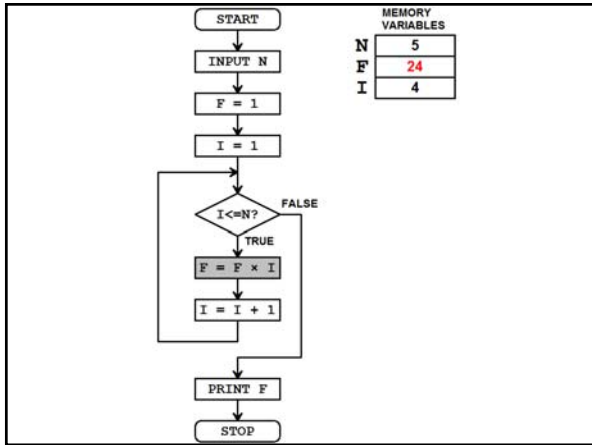 START
INPUT N
F = 1
I = 1
I<=N?
FALSE
TRUE
F = F × I
I = I + 1
PRINT F
STOP
MEMORY
VARIABLES
N 5
F 24
I 4